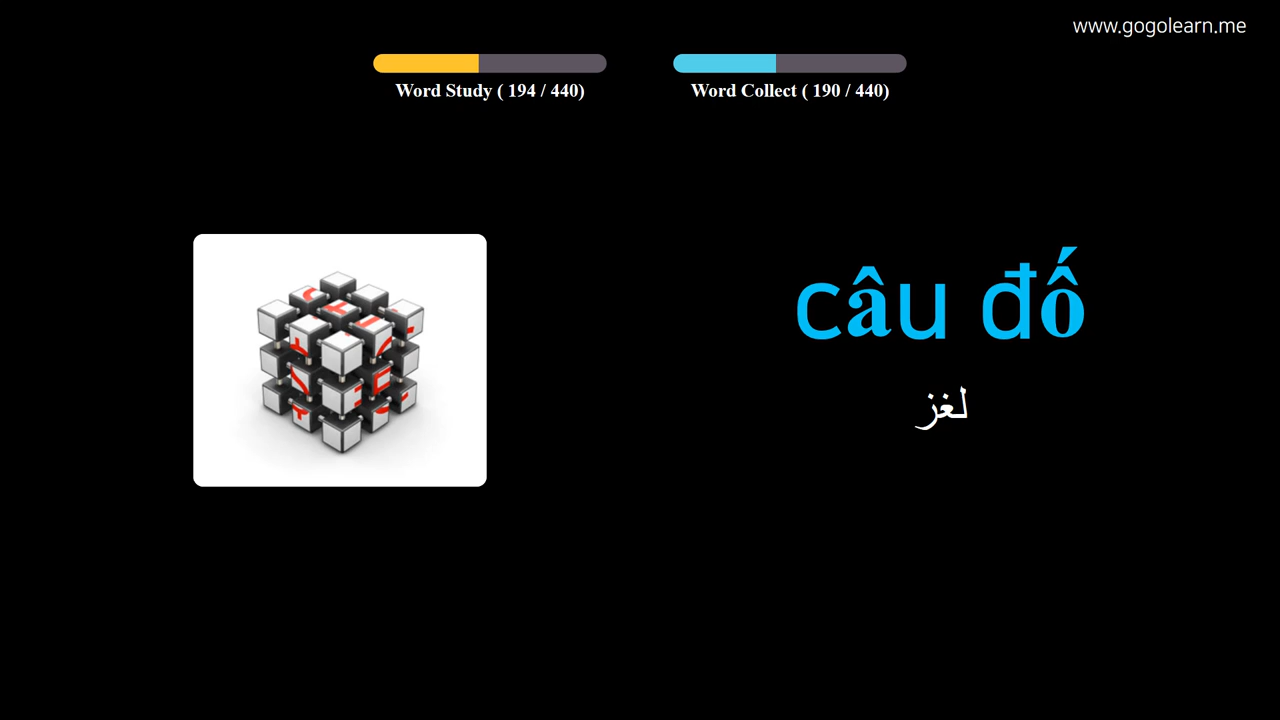 www.gogolearn.me
Word Study ( 194 / 440)
Word Collect ( 190 / 440)
câu đố
لغز